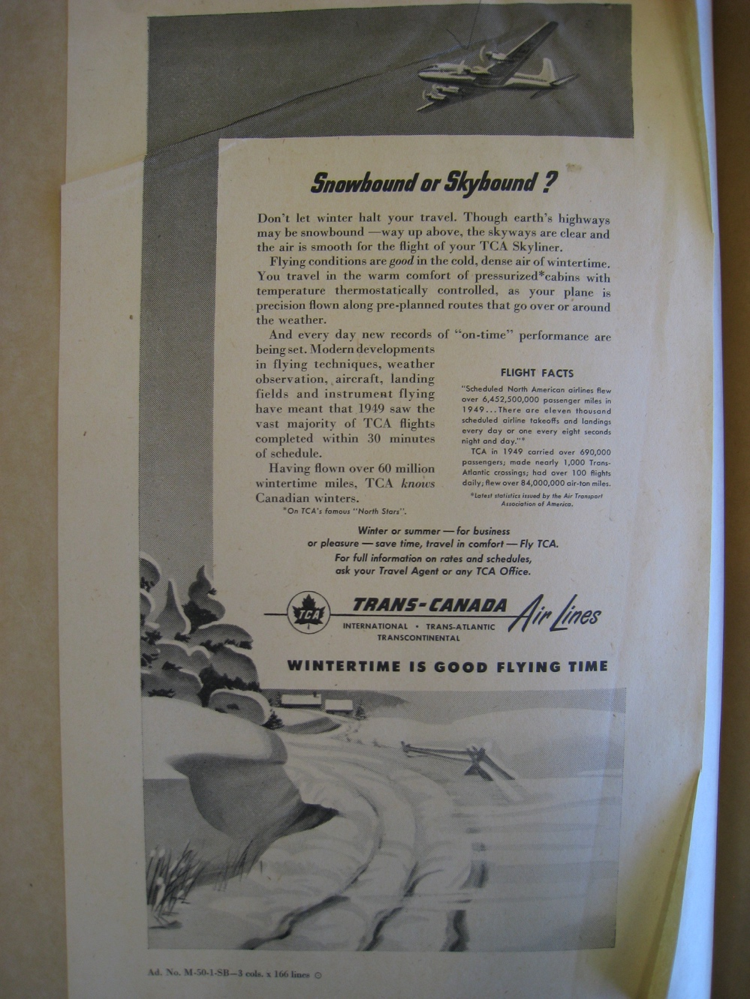 Snowbound or Skybound ?
Don't let winter halt your travel. Though earth's highways
may be snowbound —way up above, the skyways are clear and
the air is smooth for the flight of your TCA Skyliner.
Flying conditions are good in the cold, dense air of wintertime.
You travel in the warm comfort of pressurized*cabins with
temperature thermostatically controlled, as your plane is
precision flown along pre-planned routes that go over or around
the weather.
And every day new records of "on-time" performance are
being set. Modern developments
in flying techniques, weather
observation, aircraft, landing
fields and instrument flying
have meant that 1949 saw the
vast majority of TCA flights
completed within 30 minutes
of schedule.
Having flown over 60 million
wintertime miles, TCA knows
Canadian winters.
*On TCA's famous "North Stars".
FLIGHT FACTS
"Scheduled North American airlines flew
over 6,452,500,000 passenger miles in
1949...There are eleven thousand
scheduled airline takeoffs and landings
every day or one every eight seconds
night and day."*
TCA in 1949 carried over 690,000
passengers; made nearly 1,000 Trans-
Atlantic crossings; had over 100 flights
daily; flew over 84,000,000 air-ton miles.
*Latest statistics issued by the Air Transport
Association of America.
Winter or summer — for business
or pleasure — save time, travel in comfort — Fly TCA.
For full information on rates and schedules,
ask your Travel Agent or any TCA Office.
TCA
TRANS-CANADA Air Lines
INTERNATIONAL • TRANS-ATLANTIC
TRANSCONTINENTAL
WINTERTIME IS GOOD FLYING TIME
Ad. No. M-50-1-SB—3 cols. x 166 lines